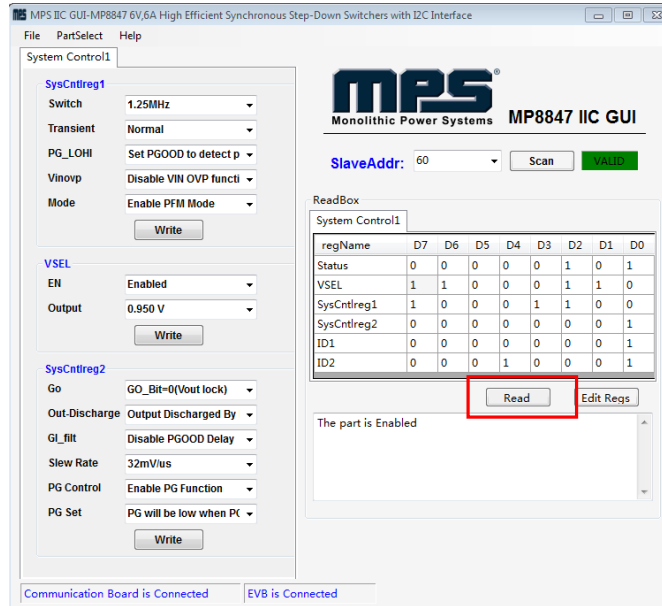 MPS IIC GUI-MP8847 6V,6A High Efficient Synchronous Step-Down Switchers with I2C Interface
File PartSelect Help
System Control1
SysCntlreg1
Switch 1.25MHz
Transient Normal
PG_LOHI Set PGOOD to detect p
Vinovp Disable VIN OVP functi
Mode Enable PFM Mode
Write
VSEL
EN Enabled
Output 0.950 V
Write
SysCntlreg2
Go GO_Bit=0(Vout lock)
Out-Discharge Output Discharged By
GI_filt Disable PGOOD Delay
Slew Rate 32mV/us
PG Control Enable PG Function
PG Set PG will be low when P(
Write
mps®
Monolithic Power Systems MP8847 IIC GUI
SlaveAddr: 60 Scan VALID
ReadBox
System Control1
regName D7 D6 D5 D4 D3 D2 D1 D0
Status 0 0 0 0 0 1 0 1
VSEL 1 1 0 0 0 1 1 0
SysCntlreg1 1 0 0 0 1 1 0 0
SysCntlreg2 0 0 0 0 0 0 0 1
ID1 0 0 0 0 0 0 0 1
ID2 0 0 0 1 0 0 0 1
Read Edit Regs
The part is Enabled
Communication Board is Connected EVB is Connected